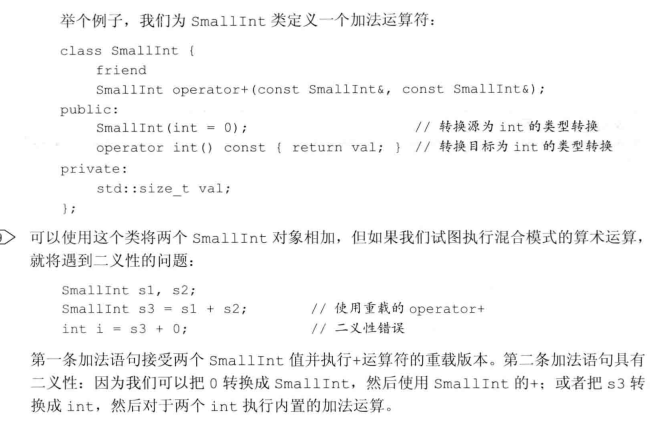 举个例子，我们为 SmallInt 类定义一个加法运算符：
class SmallInt {
friend
SmallInt operator+(const SmallInt&, const SmallInt&);
public:
SmallInt(int = 0); // 转换源为 int 的类型转换
operator int() const { return val; } // 转换目标为 int 的类型转换
private:
std::size_t val;
};
可以使用这个类将两个 SmallInt 对象相加，但如果我们试图执行混合模式的算术运算，
就将遇到二义性的问题：
SmallInt s1, s2;
SmallInt s3 = s1 + s2; // 使用重载的 operator+
int i = s3 + 0; // 二义性错误
第一条加法语句接受两个 SmallInt 值并执行+运算符的重载版本。第二条加法语句具有
二义性：因为我们可以把 0 转换成 SmallInt，然后使用 SmallInt 的+；或者把 s3 转
换成 int，然后对于两个 int 执行内置的加法运算。